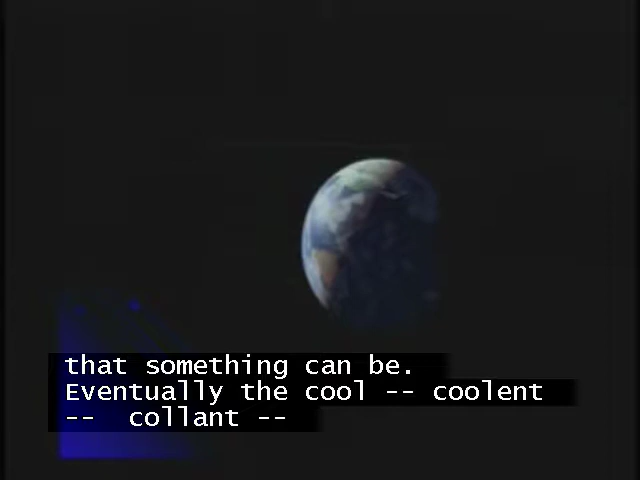 that something can be.
Eventually the cool -- coolent
--  collant --